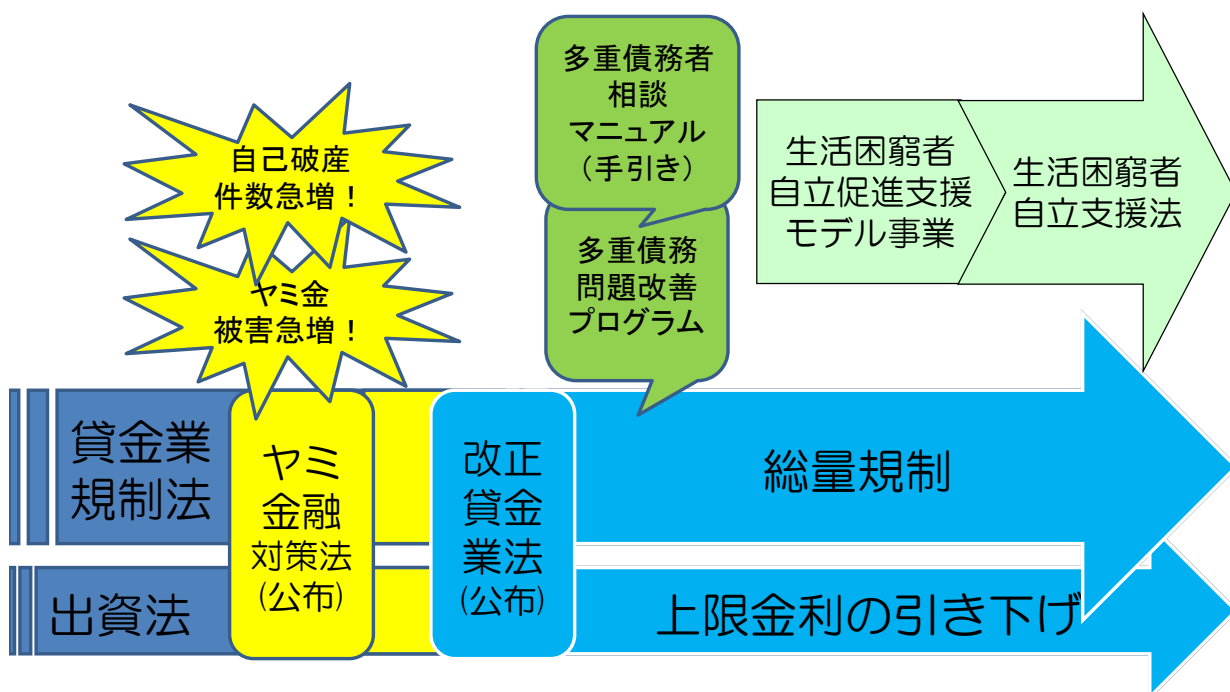 自己破産
件数急増！
ヤミ金
被害急増！
多重債務者
相談
マニュアル
（手引き）
多重債務
問題改善
プログラム
生活困窮者
自立促進支援
モデル事業
生活困窮者
自立支援法
貸金業
規制法
ヤミ
金融
対策法
(公布)
改正
貸金
業法
(公布)
総量規制
出資法
上限金利の引き下げ